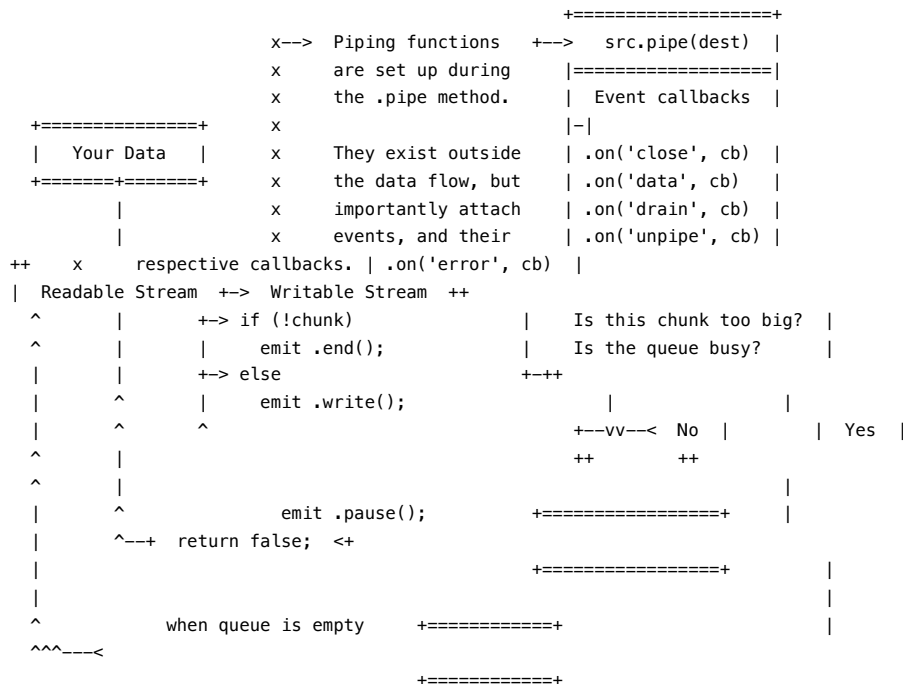 +===================+
x--> Piping functions +--> src.pipe(dest) |
x are set up during |===================|
x the .pipe method. | Event callbacks |
+===============+ x |-|
| Your Data | x They exist outside | .on('close', cb) |
+=======+=======+ x the data flow, but | .on('data', cb) |
| x importantly attach | .on('drain', cb) |
| x events, and their | .on('unpipe', cb) |
++ x respective callbacks. | .on('error', cb) |
| Readable Stream +-> Writable Stream ++
^ | +-> if (!chunk) | Is this chunk too big? |
^ | | emit .end(); | Is the queue busy? |
| | +-> else +-++
| ^ | emit .write(); | |
| ^ ^ +--vv--< No | | Yes |
^ | ++ ++
^ | |
| ^ emit .pause(); +=================+ |
| ^--+ return false; <+
| +=================+ |
| |
^ when queue is empty +============+ |
^^^---<
+============+